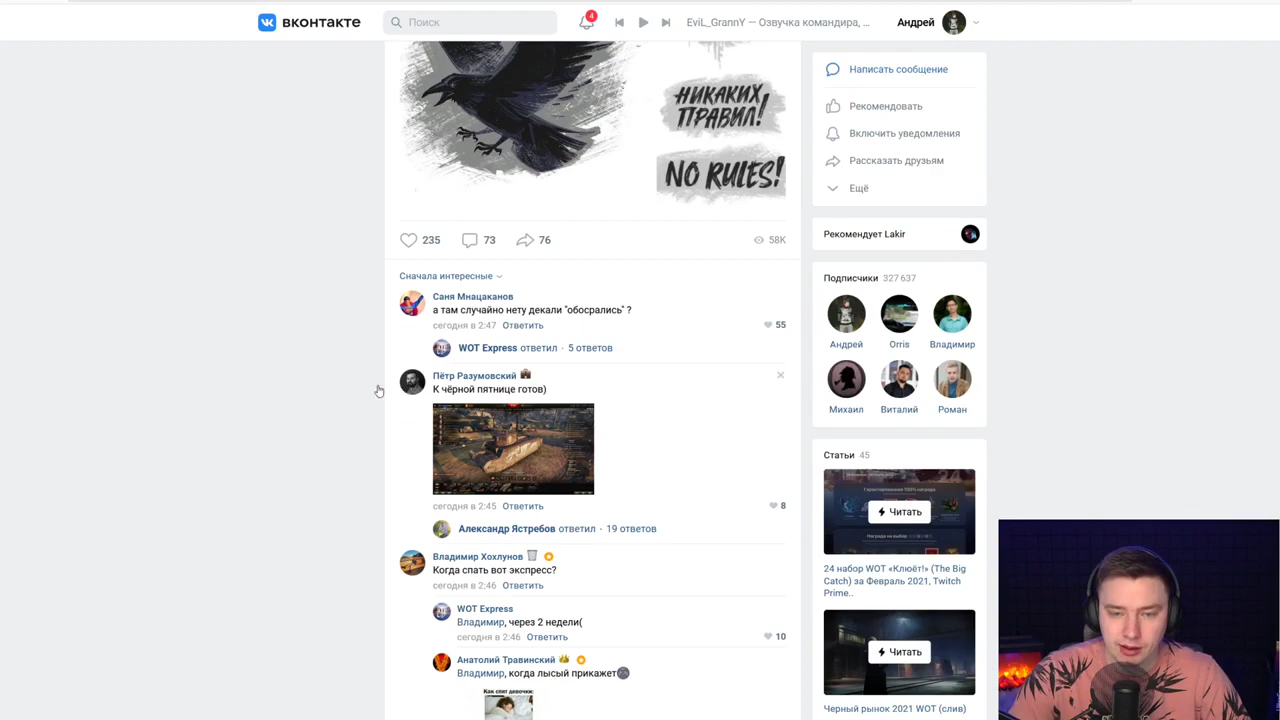 вконтакте
Поиск
4
EviL_GrannY — Озвучка командира, ...
Андрей
НИКАКИХ
ПРАВИЛ!
NO RULES!
235
73
76
58K
Сначала интересные
Саня Мнацаканов
а там случайно нету декали "обосрались" ?
сегодня в 2:47 Ответить
55
WOT Express ответил · 5 ответов
Пётр Разумовский
К чёрной пятнице готов)
сегодня в 2:45 Ответить
8
Александр Ястребов ответил · 19 ответов
Владимир Хохлунов
Когда спать вот экспресс?
сегодня в 2:46 Ответить
WOT Express
Владимир, через 2 недели(
сегодня в 2:46 Ответить
10
Анатолий Травинский
Владимир, когда лысый прикажет
Как спят девочки:
Написать сообщение
Рекомендовать
Включить уведомления
Рассказать друзьям
Ещё
Рекомендует Lakir
Подписчики 327 637
Андрей
Orris
Владимир
Михаил
Виталий
Роман
Статьи 45
Читать
24 набор WOT «Клюёт!» (The Big
Catch) за Февраль 2021, Twitch
Prime..
Читать
Черный рынок 2021 WOT (слив)